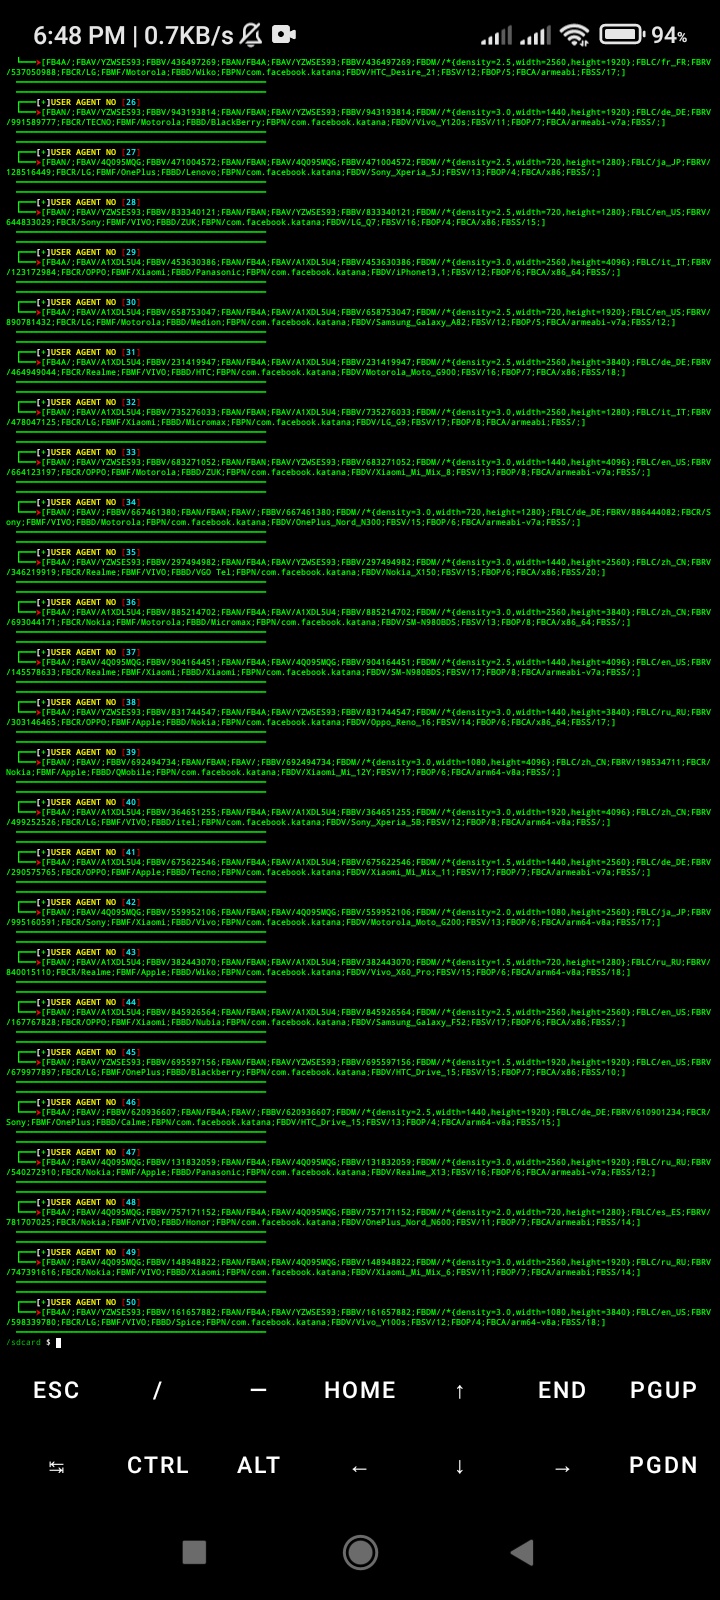 6:48 PM | 0.7KB/s 94%
[FB4A/;FBAV/YZWSES93;FBBV/436497269;FBAN/FB4A;FBAV/YZWSES93;FBBV/436497269;FBDM//*{density=2.5,width=2560,height=1920};FBLC/fr_FR;FBRV
/537050988;FBCR/LG;FBMF/Motorola;FBBD/Wiko;FBPN/com.facebook.katana;FBDV/HTC_Desire_21;FBSV/12;FBOP/5;FBCA/armeabi;FBSS/17;]
[+]USER AGENT NO [26]
[FBAN/;FBAV/YZWSES93;FBBV/943193814;FBAN/FBAN;FBAV/YZWSES93;FBBV/943193814;FBDM//*{density=3.0,width=1440,height=1920};FBLC/de_DE;FBRV
/991589777;FBCR/TECNO;FBMF/Motorola;FBBD/BlackBerry;FBPN/com.facebook.katana;FBDV/Vivo_Y120s;FBSV/11;FBOP/7;FBCA/armeabi-v7a;FBSS/;]
[+]USER AGENT NO [27]
[FBAN/;FBAV/4Q095MQG;FBBV/471004572;FBAN/FBAN;FBAV/4Q095MQG;FBBV/471004572;FBDM//*{density=2.5,width=720,height=1280};FBLC/ja_JP;FBRV/
128516449;FBCR/LG;FBMF/OnePlus;FBBD/Lenovo;FBPN/com.facebook.katana;FBDV/Sony_Xperia_5J;FBSV/13;FBOP/4;FBCA/x86;FBSS/;]
[+]USER AGENT NO [28]
[FBAN/;FBAV/YZWSES93;FBBV/833340121;FBAN/FBAN;FBAV/YZWSES93;FBBV/833340121;FBDM//*{density=2.5,width=720,height=1280};FBLC/en_US;FBRV/
644833029;FBCR/Sony;FBMF/VIVO;FBBD/ZUK;FBPN/com.facebook.katana;FBDV/LG_Q7;FBSV/16;FBOP/4;FBCA/x86;FBSS/15;]
[+]USER AGENT NO [29]
[FB4A/;FBAV/A1XDL5U4;FBBV/453630386;FBAN/FB4A;FBAV/A1XDL5U4;FBBV/453630386;FBDM//*{density=3.0,width=2560,height=4096};FBLC/it_IT;FBRV
/123172984;FBCR/OPPO;FBMF/Xiaomi;FBBD/Panasonic;FBPN/com.facebook.katana;FBDV/iPhone13,1;FBSV/12;FBOP/6;FBCA/x86_64;FBSS/;]
[+]USER AGENT NO [30]
[FB4A/;FBAV/A1XDL5U4;FBBV/658753047;FBAN/FB4A;FBAV/A1XDL5U4;FBBV/658753047;FBDM//*{density=2.5,width=720,height=1920};FBLC/en_US;FBRV/
890781432;FBCR/LG;FBMF/Motorola;FBBD/Medion;FBPN/com.facebook.katana;FBDV/Samsung_Galaxy_A82;FBSV/12;FBOP/5;FBCA/armeabi-v7a;FBSS/12;]
[+]USER AGENT NO [31]
[FB4A/;FBAV/A1XDL5U4;FBBV/231419947;FBAN/FB4A;FBAV/A1XDL5U4;FBBV/231419947;FBDM//*{density=2.5,width=2560,height=3840};FBLC/de_DE;FBRV
/464949044;FBCR/Realme;FBMF/VIVO;FBBD/HTC;FBPN/com.facebook.katana;FBDV/Motorola_Moto_G900;FBSV/16;FBOP/7;FBCA/x86;FBSS/18;]
[+]USER AGENT NO [32]
[FBAN/;FBAV/A1XDL5U4;FBBV/735276033;FBAN/FBAN;FBAV/A1XDL5U4;FBBV/735276033;FBDM//*{density=3.0,width=2560,height=1280};FBLC/it_IT;FBRV
/478047125;FBCR/LG;FBMF/Xiaomi;FBBD/Micromax;FBPN/com.facebook.katana;FBDV/LG_G9;FBSV/17;FBOP/8;FBCA/armeabi;FBSS/;]
[+]USER AGENT NO [33]
[FBAN/;FBAV/YZWSES93;FBBV/683271052;FBAN/FBAN;FBAV/YZWSES93;FBBV/683271052;FBDM//*{density=3.0,width=1440,height=4096};FBLC/en_US;FBRV
/664123197;FBCR/OPPO;FBMF/Motorola;FBBD/ZUK;FBPN/com.facebook.katana;FBDV/Xiaomi_Mi_Mix_8;FBSV/13;FBOP/8;FBCA/armeabi-v7a;FBSS/;]
[+]USER AGENT NO [34]
[FBAN/;FBAV/;FBBV/667461380;FBAN/FBAN;FBAV/;FBBV/667461380;FBDM//*{density=3.0,width=720,height=1280};FBLC/de_DE;FBRV/886444082;FBCR/S
ony;FBMF/VIVO;FBBD/Motorola;FBPN/com.facebook.katana;FBDV/OnePlus_Nord_N300;FBSV/15;FBOP/6;FBCA/armeabi-v7a;FBSS/;]
[+]USER AGENT NO [35]
[FB4A/;FBAV/YZWSES93;FBBV/297494982;FBAN/FB4A;FBAV/YZWSES93;FBBV/297494982;FBDM//*{density=3.0,width=1440,height=2560};FBLC/zh_CN;FBRV
/346219919;FBCR/Realme;FBMF/VIVO;FBBD/VGO Tel;FBPN/com.facebook.katana;FBDV/Nokia_X150;FBSV/15;FBOP/6;FBCA/x86;FBSS/20;]
[+]USER AGENT NO [36]
[FB4A/;FBAV/A1XDL5U4;FBBV/885214702;FBAN/FB4A;FBAV/A1XDL5U4;FBBV/885214702;FBDM//*{density=3.0,width=2560,height=3840};FBLC/zh_CN;FBRV
/693044171;FBCR/Nokia;FBMF/Motorola;FBBD/Micromax;FBPN/com.facebook.katana;FBDV/SM-N980BDS;FBSV/13;FBOP/8;FBCA/x86_64;FBSS/;]
[+]USER AGENT NO [37]
[FB4A/;FBAV/4Q095MQG;FBBV/904164451;FBAN/FB4A;FBAV/4Q095MQG;FBBV/904164451;FBDM//*{density=2.5,width=1440,height=4096};FBLC/en_US;FBRV
/145578633;FBCR/Realme;FBMF/Xiaomi;FBBD/Xiaomi;FBPN/com.facebook.katana;FBDV/SM-N980BDS;FBSV/17;FBOP/8;FBCA/armeabi-v7a;FBSS/;]
[+]USER AGENT NO [38]
[FB4A/;FBAV/YZWSES93;FBBV/831744547;FBAN/FB4A;FBAV/YZWSES93;FBBV/831744547;FBDM//*{density=3.0,width=1440,height=3840};FBLC/ru_RU;FBRV
/303146465;FBCR/OPPO;FBMF/Apple;FBBD/Nokia;FBPN/com.facebook.katana;FBDV/Oppo_Reno_16;FBSV/14;FBOP/6;FBCA/x86_64;FBSS/17;]
[+]USER AGENT NO [39]
[FBAN/;FBAV/;FBBV/692494734;FBAN/FBAN;FBAV/;FBBV/692494734;FBDM//*{density=3.0,width=1080,height=4096};FBLC/zh_CN;FBRV/198534711;FBCR/
Nokia;FBMF/Apple;FBBD/QMobile;FBPN/com.facebook.katana;FBDV/Xiaomi_Mi_12Y;FBSV/17;FBOP/6;FBCA/arm64-v8a;FBSS/;]
[+]USER AGENT NO [40]
[FB4A/;FBAV/A1XDL5U4;FBBV/364651255;FBAN/FB4A;FBAV/A1XDL5U4;FBBV/364651255;FBDM//*{density=3.0,width=1920,height=4096};FBLC/zh_CN;FBRV
/499252526;FBCR/LG;FBMF/VIVO;FBBD/itel;FBPN/com.facebook.katana;FBDV/Sony_Xperia_5B;FBSV/12;FBOP/8;FBCA/arm64-v8a;FBSS/;]
[+]USER AGENT NO [41]
[FB4A/;FBAV/A1XDL5U4;FBBV/675622546;FBAN/FB4A;FBAV/A1XDL5U4;FBBV/675622546;FBDM//*{density=1.5,width=1440,height=2560};FBLC/de_DE;FBRV
/290575765;FBCR/OPPO;FBMF/Apple;FBBD/Tecno;FBPN/com.facebook.katana;FBDV/Xiaomi_Mi_Mix_11;FBSV/17;FBOP/7;FBCA/armeabi-v7a;FBSS/;]
[+]USER AGENT NO [42]
[FBAN/;FBAV/4Q095MQG;FBBV/559952106;FBAN/FBAN;FBAV/4Q095MQG;FBBV/559952106;FBDM//*{density=2.0,width=1080,height=2560};FBLC/ja_JP;FBRV
/995160591;FBCR/Sony;FBMF/Xiaomi;FBBD/Vivo;FBPN/com.facebook.katana;FBDV/Motorola_Moto_G200;FBSV/13;FBOP/6;FBCA/arm64-v8a;FBSS/17;]
[+]USER AGENT NO [43]
[FBAN/;FBAV/A1XDL5U4;FBBV/382443070;FBAN/FBAN;FBAV/A1XDL5U4;FBBV/382443070;FBDM//*{density=1.5,width=720,height=1280};FBLC/ru_RU;FBRV/
840015110;FBCR/Realme;FBMF/Apple;FBBD/Wiko;FBPN/com.facebook.katana;FBDV/Vivo_X60_Pro;FBSV/15;FBOP/6;FBCA/arm64-v8a;FBSS/18;]
[+]USER AGENT NO [44]
[FBAN/;FBAV/A1XDL5U4;FBBV/845926564;FBAN/FBAN;FBAV/A1XDL5U4;FBBV/845926564;FBDM//*{density=2.5,width=2560,height=2560};FBLC/en_US;FBRV
/167767828;FBCR/OPPO;FBMF/Xiaomi;FBBD/Nubia;FBPN/com.facebook.katana;FBDV/Samsung_Galaxy_F52;FBSV/17;FBOP/6;FBCA/x86;FBSS/;]
[+]USER AGENT NO [45]
[FBAN/;FBAV/YZWSES93;FBBV/695597156;FBAN/FBAN;FBAV/YZWSES93;FBBV/695597156;FBDM//*{density=1.5,width=1920,height=1920};FBLC/en_US;FBRV
/679977897;FBCR/LG;FBMF/OnePlus;FBBD/Blackberry;FBPN/com.facebook.katana;FBDV/HTC_Drive_15;FBSV/15;FBOP/7;FBCA/x86;FBSS/10;]
[+]USER AGENT NO [46]
[FB4A/;FBAV/;FBBV/620936607;FBAN/FB4A;FBAV/;FBBV/620936607;FBDM//*{density=2.5,width=1440,height=1920};FBLC/de_DE;FBRV/610901234;FBCR/
Sony;FBMF/OnePlus;FBBD/Calme;FBPN/com.facebook.katana;FBDV/HTC_Drive_15;FBSV/13;FBOP/4;FBCA/arm64-v8a;FBSS/15;]
[+]USER AGENT NO [47]
[FB4A/;FBAV/4Q095MQG;FBBV/131832059;FBAN/FB4A;FBAV/4Q095MQG;FBBV/131832059;FBDM//*{density=3.0,width=2560,height=1920};FBLC/ru_RU;FBRV
/540272910;FBCR/Nokia;FBMF/Apple;FBBD/Panasonic;FBPN/com.facebook.katana;FBDV/Realme_X13;FBSV/16;FBOP/6;FBCA/armeabi-v7a;FBSS/12;]
[+]USER AGENT NO [48]
[FB4A/;FBAV/4Q095MQG;FBBV/757171152;FBAN/FB4A;FBAV/4Q095MQG;FBBV/757171152;FBDM//*{density=2.0,width=720,height=1280};FBLC/es_ES;FBRV/
781707025;FBCR/Nokia;FBMF/VIVO;FBBD/Honor;FBPN/com.facebook.katana;FBDV/OnePlus_Nord_N600;FBSV/11;FBOP/7;FBCA/armeabi;FBSS/14;]
[+]USER AGENT NO [49]
[FBAN/;FBAV/4Q095MQG;FBBV/148948822;FBAN/FBAN;FBAV/4Q095MQG;FBBV/148948822;FBDM//*{density=3.0,width=2560,height=1920};FBLC/ru_RU;FBRV
/747391616;FBCR/Nokia;FBMF/VIVO;FBBD/Xiaomi;FBPN/com.facebook.katana;FBDV/Xiaomi_Mi_Mix_6;FBSV/11;FBOP/7;FBCA/armeabi;FBSS/14;]
[+]USER AGENT NO [50]
[FBAN/;FBAV/YZWSES93;FBBV/161657882;FBAN/FBAN;FBAV/YZWSES93;FBBV/161657882;FBDM//*{density=3.0,width=1080,height=3840};FBLC/en_US;FBRV
/598339780;FBCR/LG;FBMF/VIVO;FBBD/Spice;FBPN/com.facebook.katana;FBDV/Vivo_Y100s;FBSV/12;FBOP/4;FBCA/arm64-v8a;FBSS/18;]
/sdcard $
ESC / — HOME ↑ END PGUP
↹ CTRL ALT ← ↓ → PGDN